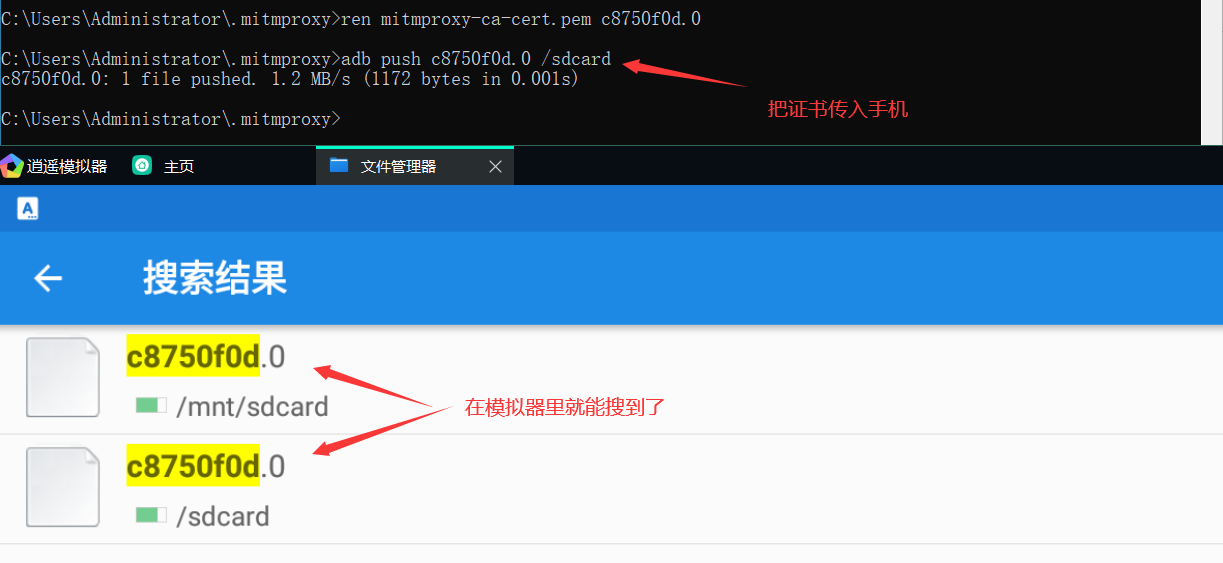 C:\Users\Administrator\.mitmproxy>ren mitmproxy-ca-cert.pem c8750f0d.0
C:\Users\Administrator\.mitmproxy>adb push c8750f0d.0 /sdcard
c8750f0d.0: 1 file pushed. 1.2 MB/s (1172 bytes in 0.001s)
把证书传入手机
C:\Users\Administrator\.mitmproxy>
逍遥模拟器 主页 文件管理器
A
搜索结果
c8750f0d.0
/mnt/sdcard
在模拟器里就能搜到了
c8750f0d.0
/sdcard